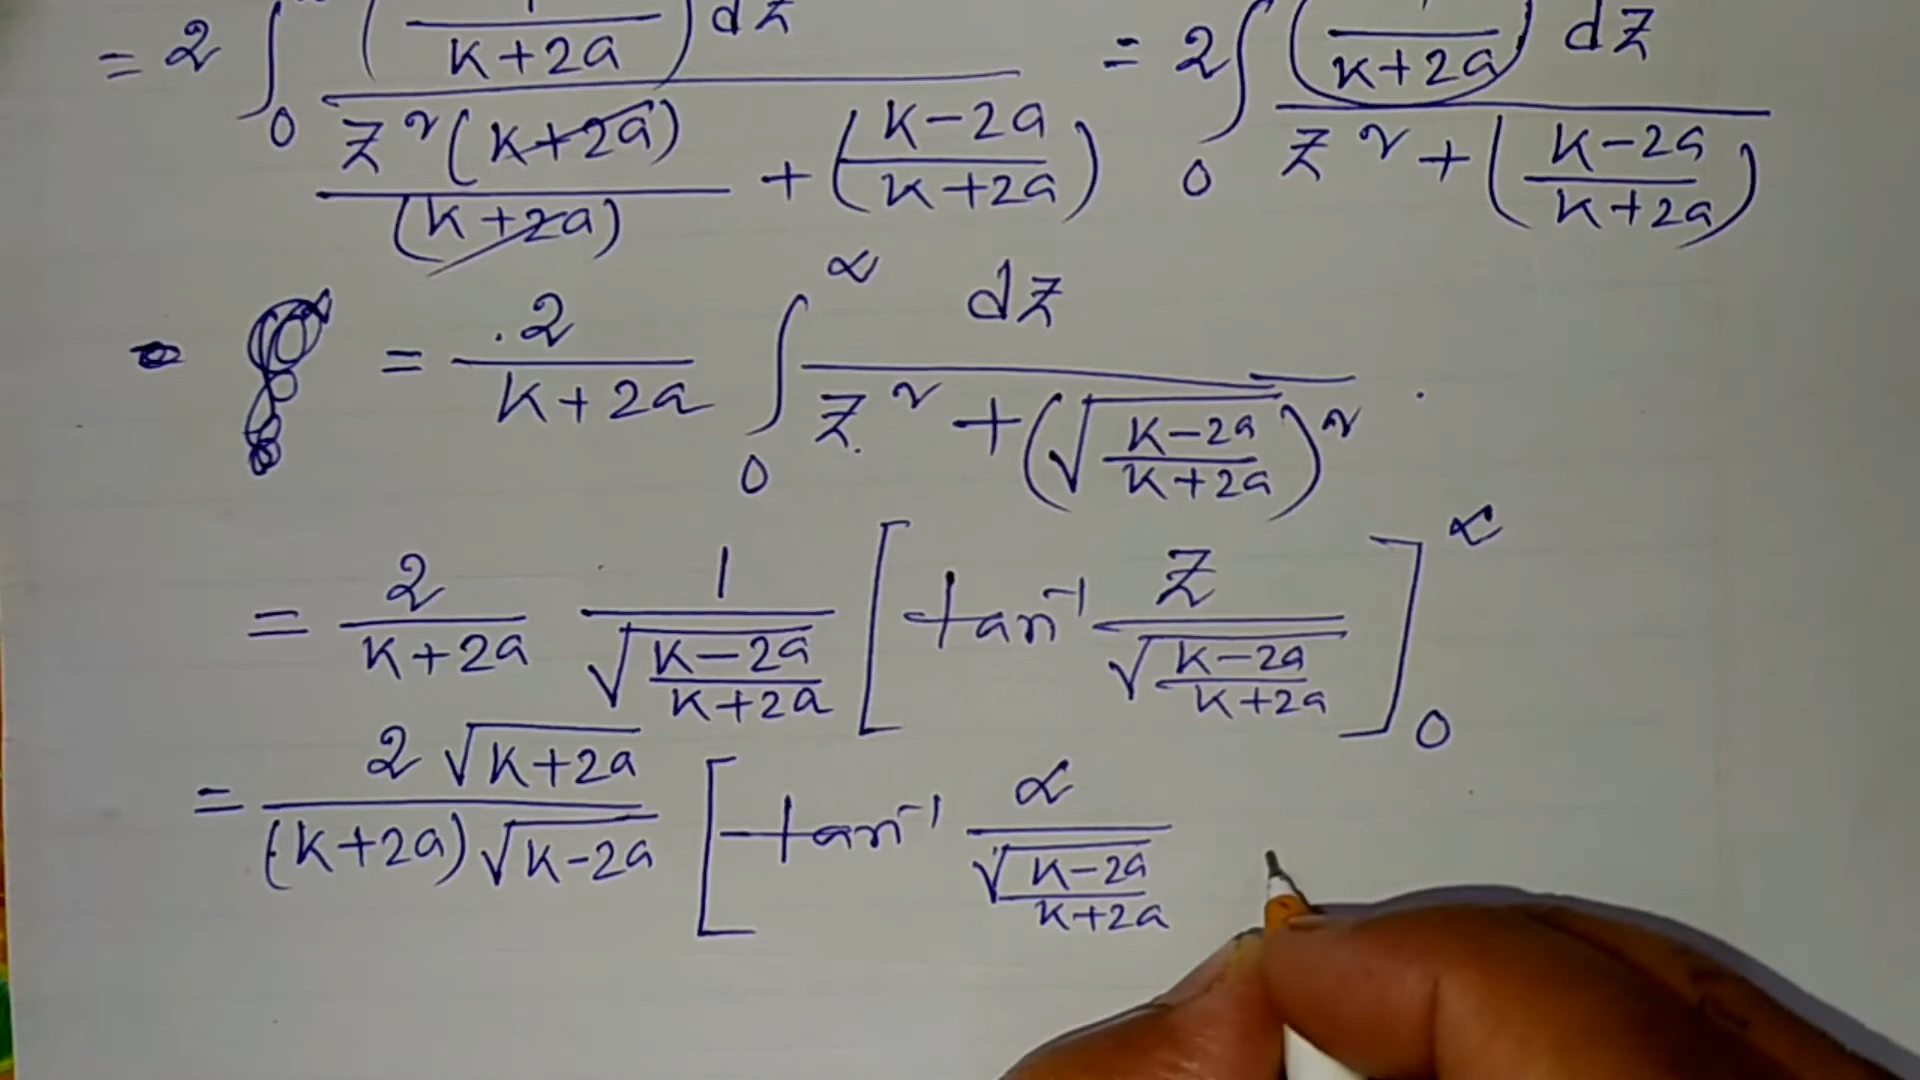 = 2 ∫₀ (1/(K+2a)) dz / (z²(K+2a)/(K+2a) + ((K-2a)/(K+2a))) = 2 ∫₀ (1/(K+2a)) dz / (z² + ((K-2a)/(K+2a)))
= 2/(K+2a) ∫₀^∝ dz / (z² + (√((K-2a)/(K+2a)))²)
= 2/(K+2a) 1/√((K-2a)/(K+2a)) [tan⁻¹ z/√((K-2a)/(K+2a))]₀^∝
= 2√(K+2a) / ((K+2a)√(K-2a)) [tan⁻¹ ∝/√((K-2a)/(K+2a))